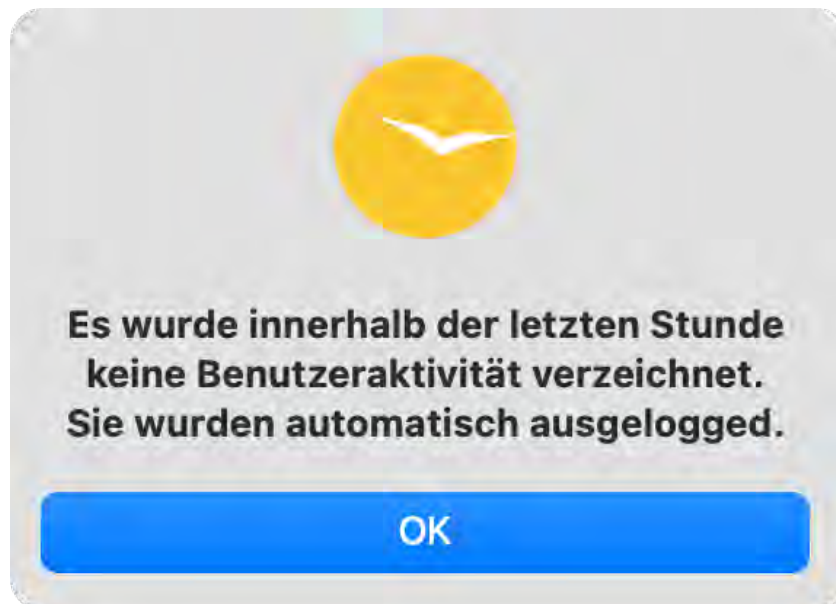 Es wurde innerhalb der letzten Stunde
keine Benutzeraktivität verzeichnet.
Sie wurden automatisch ausgelogged.
OK